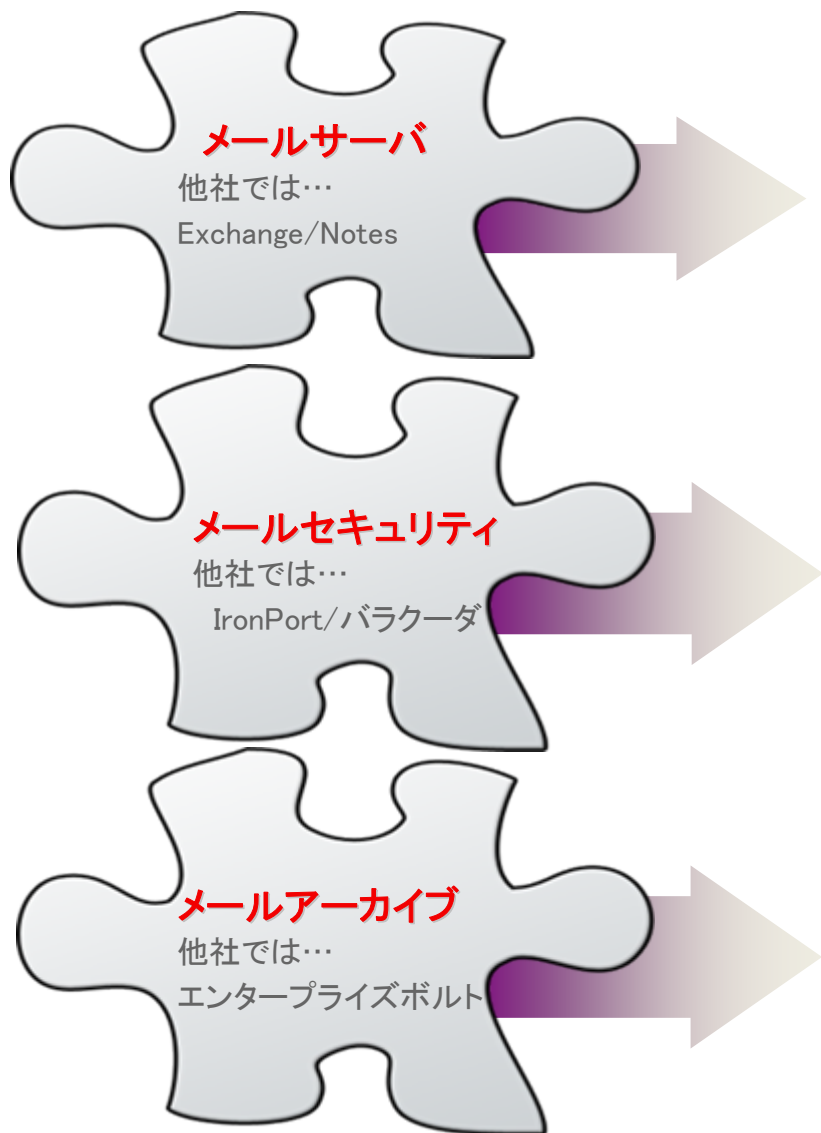 メールサーバ
他社では…
Exchange/Notes
メールセキュリティ
他社では…
IronPort/バラクーダ
メールアーカイブ
他社では…
エンタープライズボルト